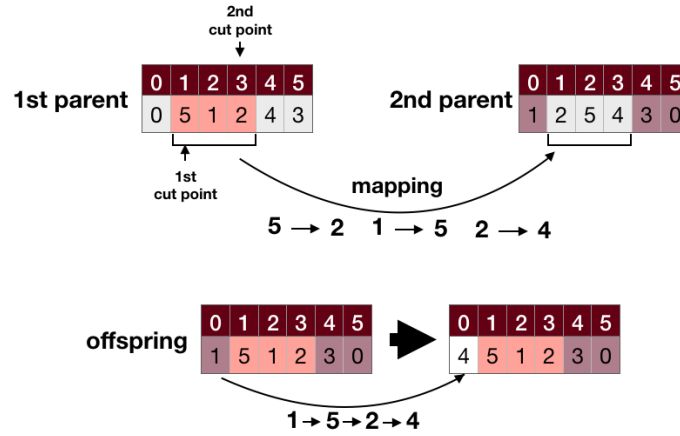 2nd
cut point
0 1 2 3 4 5
1st parent
0 5 1 2 4 3
1st
cut point
0 1 2 3 4 5
2nd parent
1 2 5 4 3 0
mapping
5 → 2 1 → 5 2 → 4
0 1 2 3 4 5
offspring
1 5 1 2 3 0
0 1 2 3 4 5
4 5 1 2 3 0
1 → 5 → 2 → 4